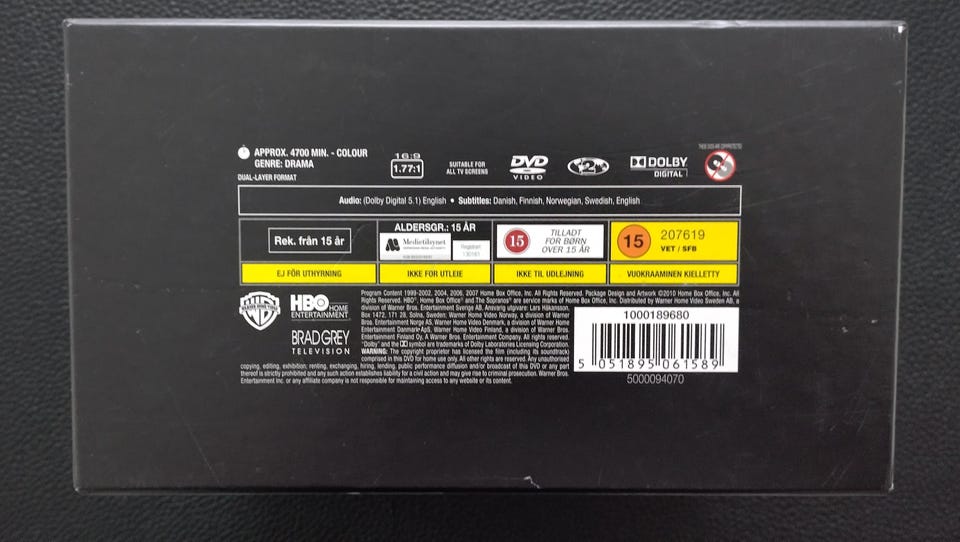 APPROX. 4700 MIN. - COLOUR
GENRE: DRAMA
DUAL-LAYER FORMAT
16:9
1.77:1
SUITABLE FOR
ALL TV SCREENS
DVD
VIDEO
2
DOLBY
DIGITAL
Audio: (Dolby Digital 5.1) English • Subtitles: Danish, Finnish, Norwegian, Swedish, English
Rek. från 15 år
ALDERSGR.: 15 ÅR
Medietilsynet
Registrert
15
TILLADT
FOR BØRN
OVER 15 ÅR
15
207619
VET / SFB
EJ FÖR UTHYRNING
IKKE FOR UTLEIE
IKKE TIL UDLEJNING
VUOKRAAMINEN KIELLETTY
HBO HOME
ENTERTAINMENT
BRAD GREY
TELEVISION
Program Content 1999-2002, 2004, 2006, 2007 Home Box Office, Inc. All Rights Reserved. Package Design and Artwork ©2010 Home Box Office, Inc. All
Rights Reserved. HBO®, Home Box Office® and The Sopranos® are service marks of Home Box Office, Inc. Distributed by Warner Home Video Sweden AB, a
division of Warner Bros. Entertainment Sverige AB. Ansvarig utgivare: Lars Håkansson,
Box 1472, 171 28, Solna, Sweden; Warner Home Video Norway, a division of Warner
Bros. Entertainment Norge AS, Warner Home Video Denmark, a division of Warner Home
Entertainment Danmark ApS, Warner Home Video Finland, a division of Warner Bros.
Entertainment Finland Oy, A Warner Bros. Entertainment Company. All rights reserved.
"Dolby" and the symbol are trademarks of Dolby Laboratories Licensing Corporation.
WARNING: The copyright proprietor has licensed the film (including its soundtrack)
comprised in this DVD for home use only. All other rights are reserved. Any unauthorised
copying, editing, exhibition, renting, exchanging, hiring, lending, public performance diffusion and/or broadcast of this DVD or any part
thereof is strictly prohibited and any such action establishes liability for a civil action and may give rise to criminal prosecution. Warner Bros.
Entertainment Inc. or any affiliate company is not responsible for maintaining access to any website or its content.
1000189680
5 051895 061589
5000094070